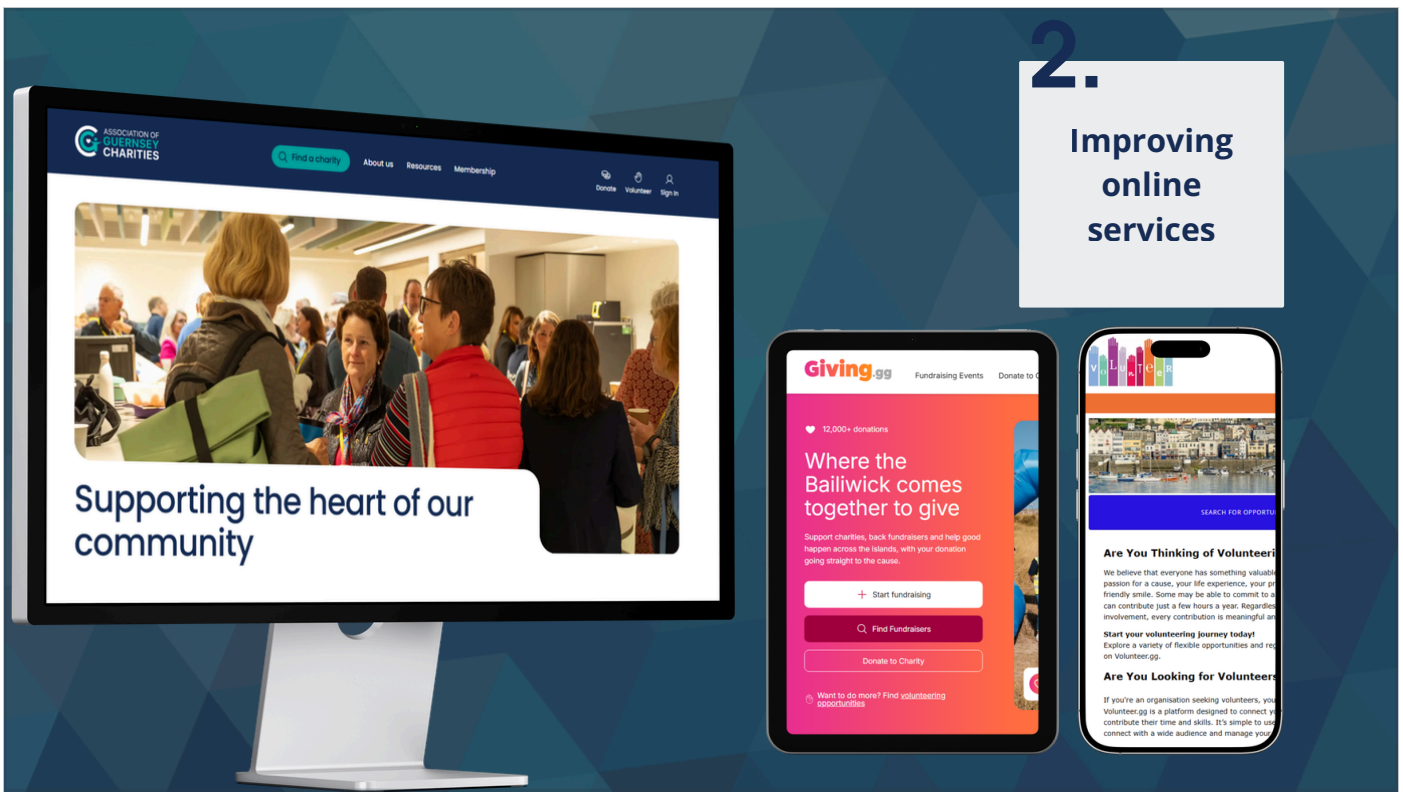 2.
Improving
online
services
ASSOCIATION OF
GUERNSEY
CHARITIES
Find a charity
About us
Resources
Membership
Donate
Volunteer
Sign In
Supporting the heart of our
community
Giving.gg
Fundraising Events
Donate to C
12,000+ donations
Where the
Bailiwick comes
together to give
Support charities, back fundraisers and help good
happen across the islands, with your donation
going straight to the cause.
Start fundraising
Find Fundraisers
Donate to Charity
Want to do more? Find volunteering
opportunities
VoLUnTeeR
SEARCH FOR OPPORTU
Are You Thinking of Volunteeri
We believe that everyone has something valuable
passion for a cause, your life experience, your pr
friendly smile. Some may be able to commit to a
can contribute just a few hours a year. Regardles
involvement, every contribution is meaningful an
Start your volunteering journey today!
Explore a variety of flexible opportunities and reg
on Volunteer.gg.
Are You Looking for Volunteers
If you're an organisation seeking volunteers, you
Volunteer.gg is a platform designed to connect yo
contribute their time and skills. It's simple to use
connect with a wide audience and manage your